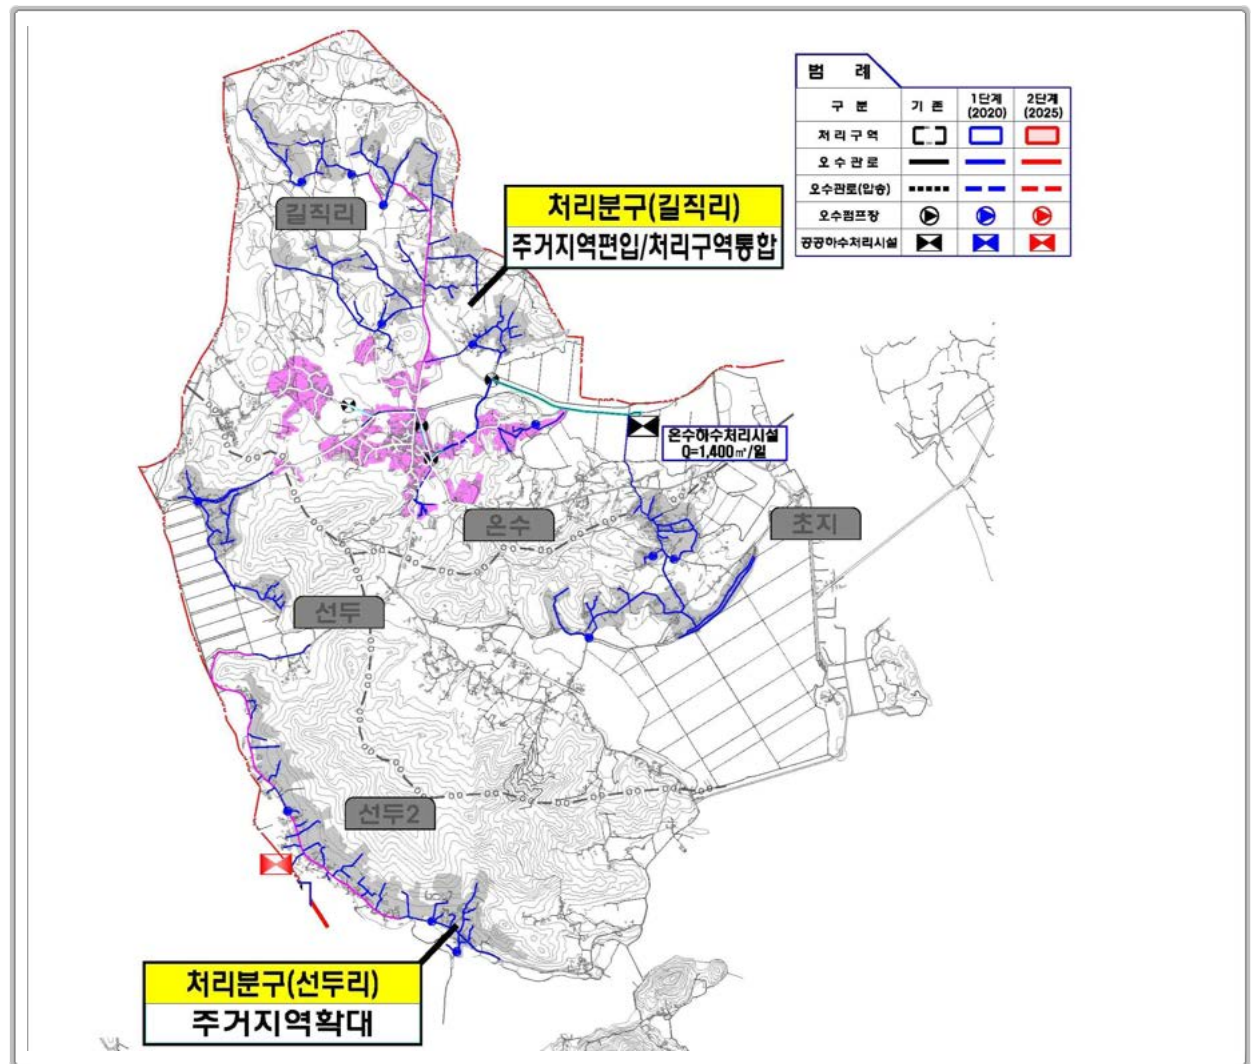 범 례
구 분 기 존 1단계 (2020) 2단계 (2025)
처 리 구 역
오 수 관 로
오수관로(압송)
오수펌프장
공공하수처리시설
길직리
처리분구(길직리)
주거지역편입/처리구역통합
온수하수처리시설
Q=1,400㎥/일
온수
초지
선두
선두2
처리분구(선두리)
주거지역확대